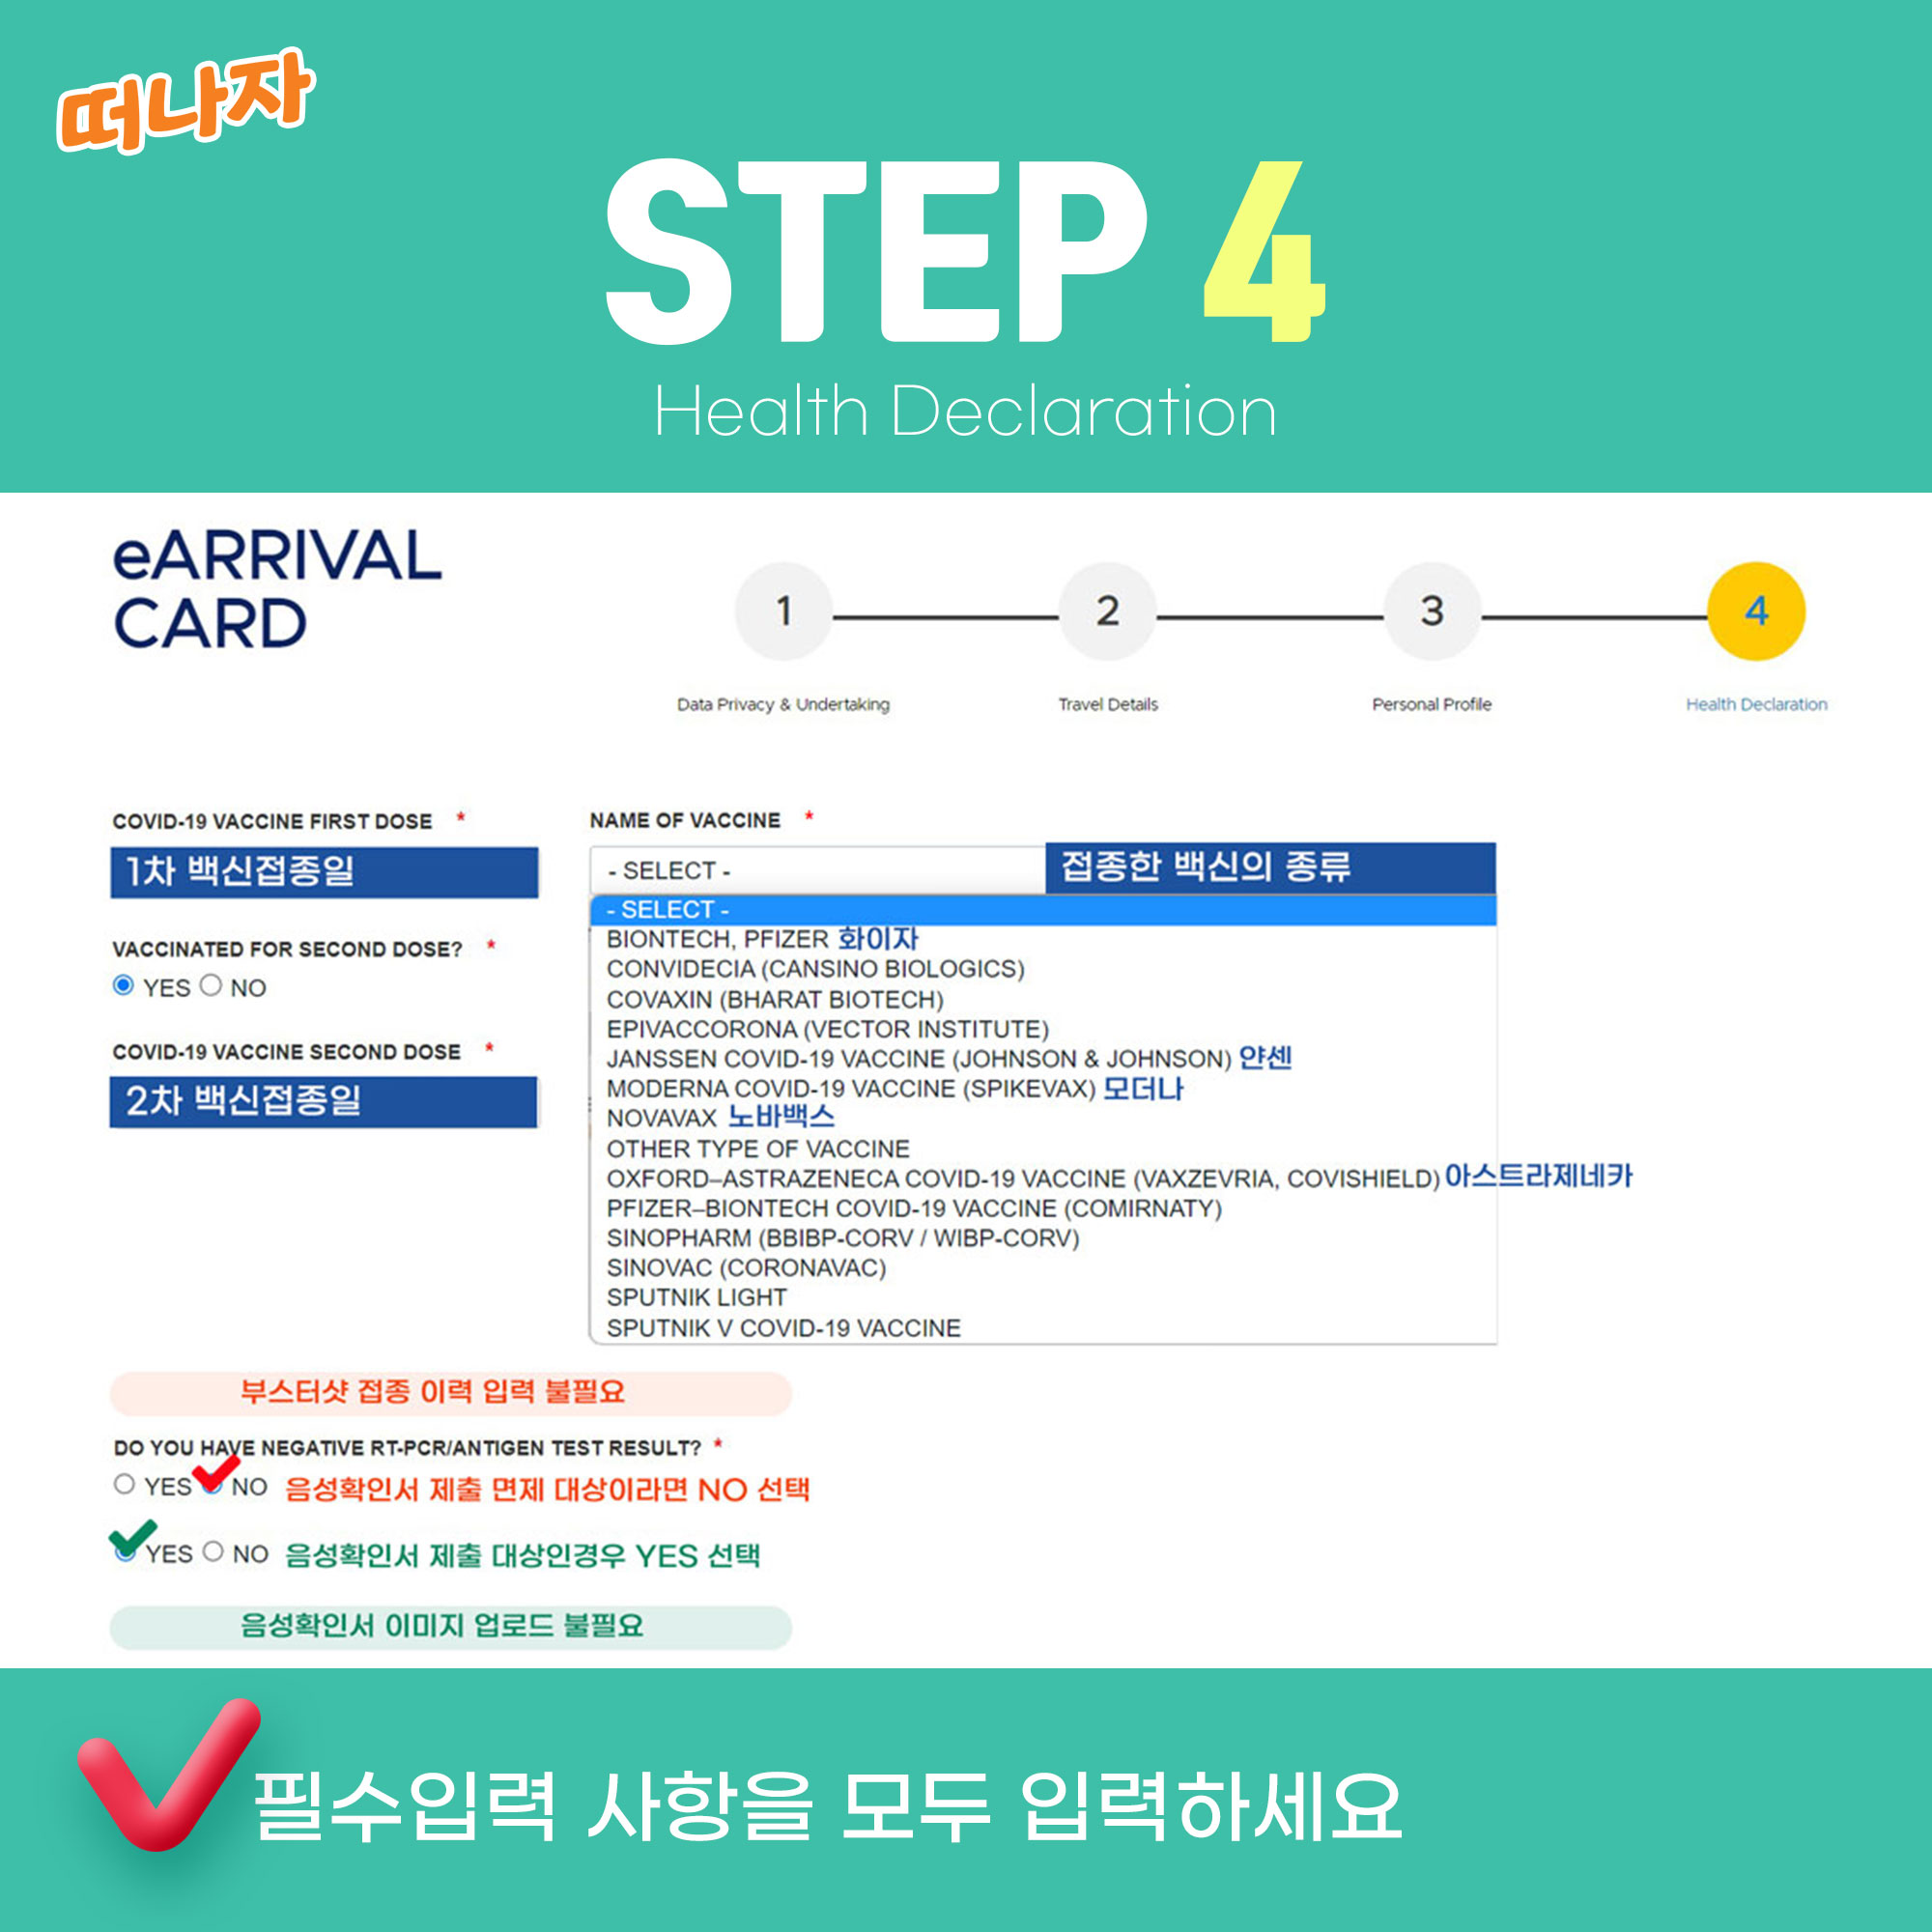 떠나자
STEP 4
Health Declaration
eARRIVAL
CARD
1
2
3
4
Data Privacy & Undertaking
Travel Details
Personal Profile
Health Declaration
COVID-19 VACCINE FIRST DOSE *
1차 백신접종일
VACCINATED FOR SECOND DOSE? *
YES NO
COVID-19 VACCINE SECOND DOSE *
2차 백신접종일
NAME OF VACCINE *
- SELECT - 접종한 백신의 종류
- SELECT -
BIONTECH, PFIZER 화이자
CONVIDECIA (CANSINO BIOLOGICS)
COVAXIN (BHARAT BIOTECH)
EPIVACCORONA (VECTOR INSTITUTE)
JANSSEN COVID-19 VACCINE (JOHNSON & JOHNSON) 얀센
MODERNA COVID-19 VACCINE (SPIKEVAX) 모더나
NOVAVAX 노바백스
OTHER TYPE OF VACCINE
OXFORD–ASTRAZENECA COVID-19 VACCINE (VAXZEVRIA, COVISHIELD) 아스트라제네카
PFIZER–BIONTECH COVID-19 VACCINE (COMIRNATY)
SINOPHARM (BBIBP-CORV / WIBP-CORV)
SINOVAC (CORONAVAC)
SPUTNIK LIGHT
SPUTNIK V COVID-19 VACCINE
부스터샷 접종 이력 입력 불필요
DO YOU HAVE NEGATIVE RT-PCR/ANTIGEN TEST RESULT? *
YES NO 음성확인서 제출 면제 대상이라면 NO 선택
YES NO 음성확인서 제출 대상인경우 YES 선택
음성확인서 이미지 업로드 불필요
필수입력 사항을 모두 입력하세요